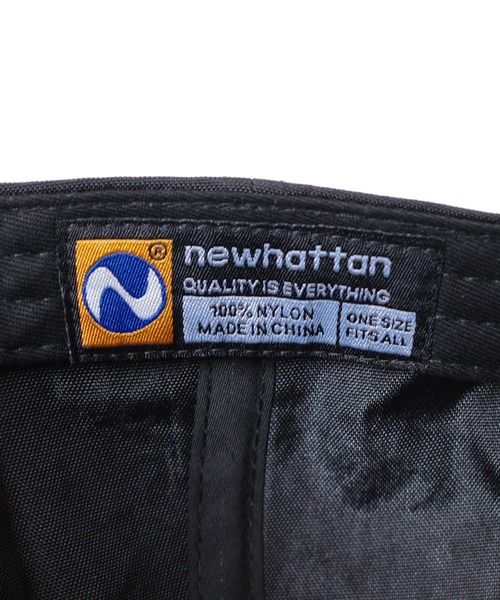 ®
newhattan
QUALITY IS EVERYTHING
100% NYLON
MADE IN CHINA
ONE SIZE
FITS ALL